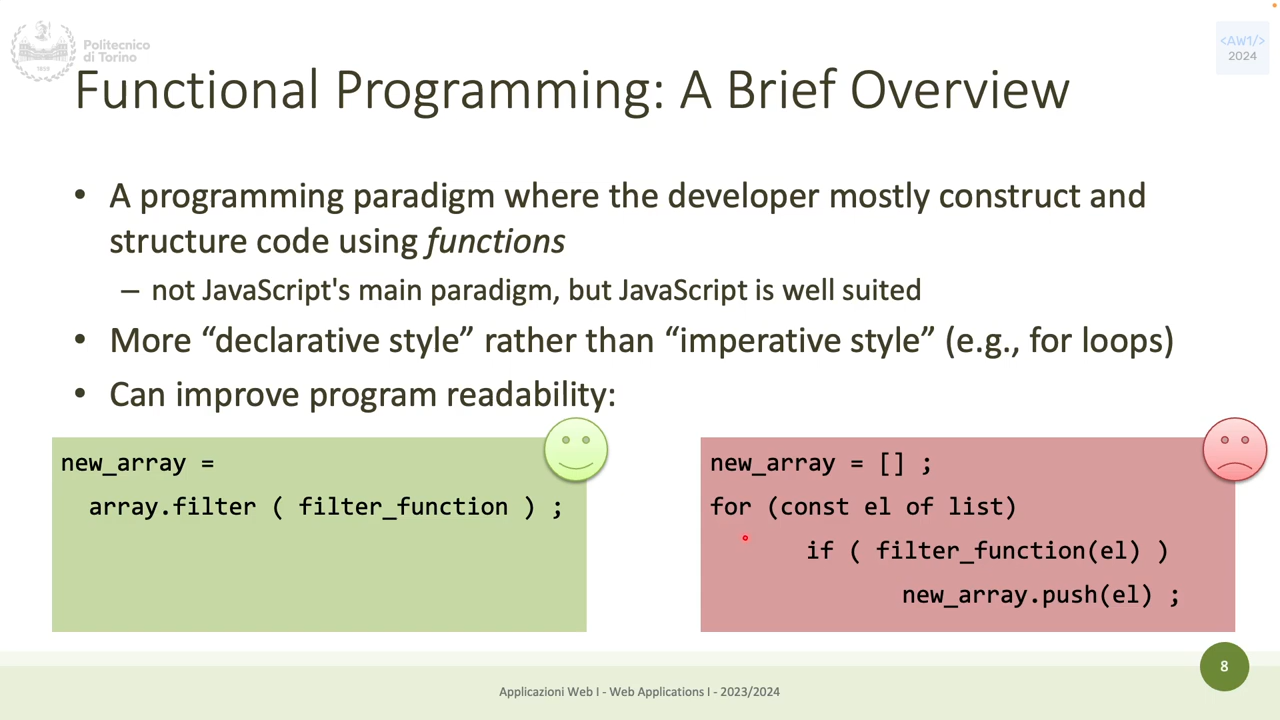 Politecnico
di Torino
1859
<AW1/>
2024
Functional Programming: A Brief Overview
• A programming paradigm where the developer mostly construct and
structure code using functions
– not JavaScript's main paradigm, but JavaScript is well suited
• More “declarative style” rather than “imperative style” (e.g., for loops)
• Can improve program readability:
new_array =
array.filter ( filter_function ) ;
new_array = [] ;
for (const el of list)
if ( filter_function(el) )
new_array.push(el) ;
8
Applicazioni Web I - Web Applications I - 2023/2024